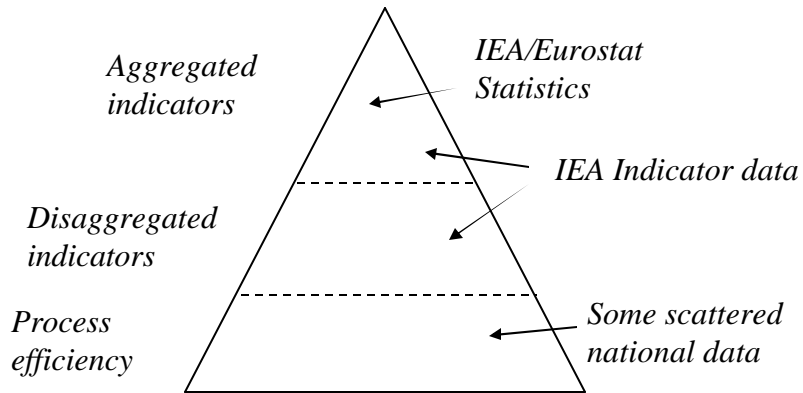 Aggregated
indicators
IEA/Eurostat
Statistics
IEA Indicator data
Disaggregated
indicators
Process
efficiency
Some scattered
national data